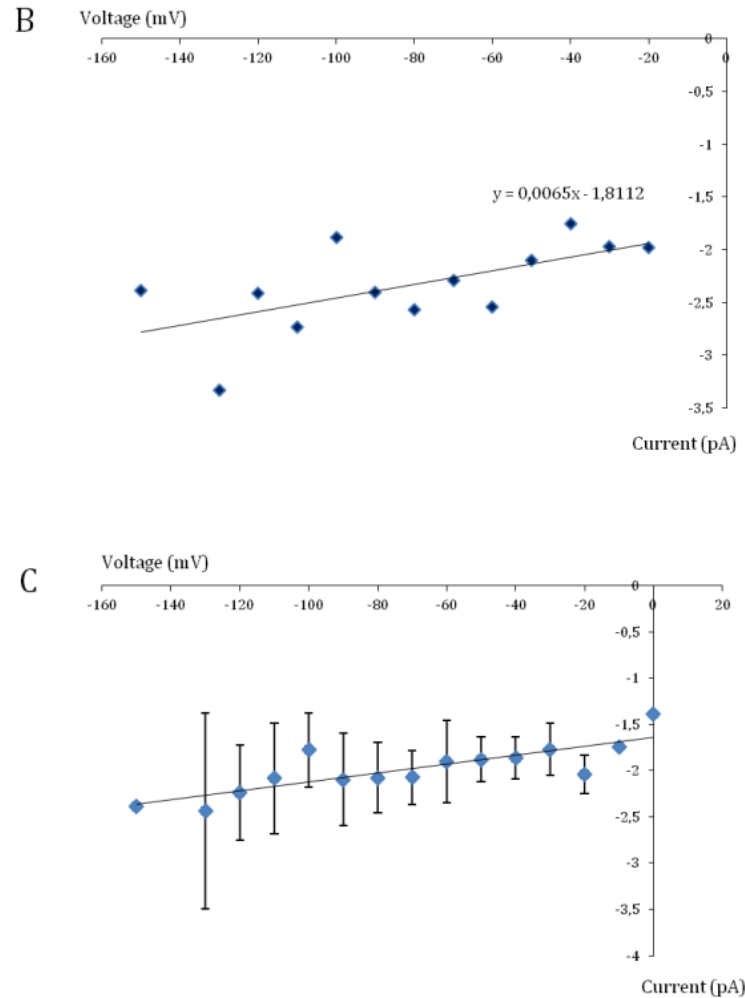 B
Voltage (mV)
-160 -140 -120 -100 -80 -60 -40 -20 0
0
-0,5
-1
-1,5
y = 0,0065x - 1,8112
-2
-2,5
-3
-3,5
Current (pA)
C
Voltage (mV)
-160 -140 -120 -100 -80 -60 -40 -20 0 20
0
-0,5
-1
-1,5
-2
-2,5
-3
-3,5
-4
Current (pA)